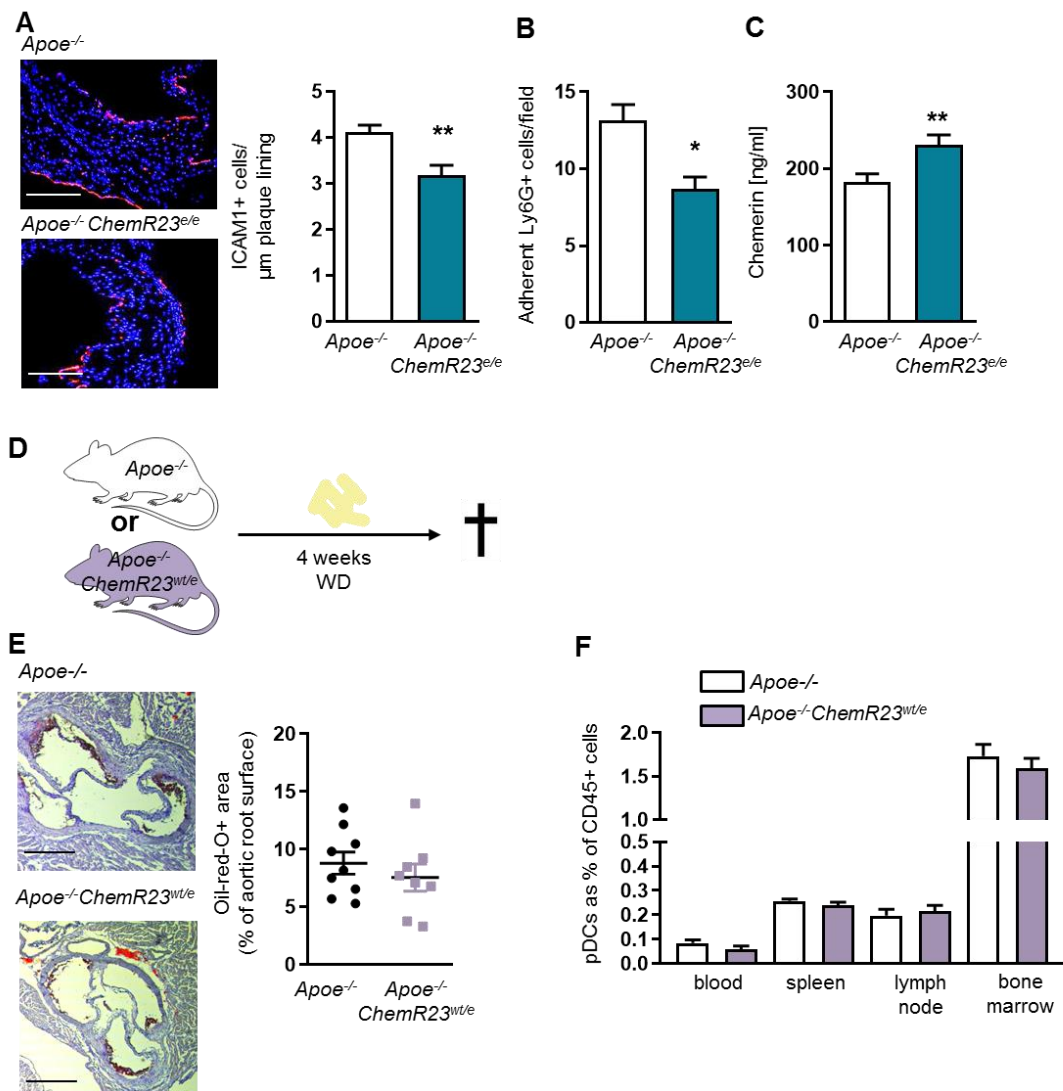 A
Apoe-/-
Apoe-/- ChemR23e/e
ICAM1+ cells/
µm plaque lining
5
4
3
2
1
0
Apoe-/-
Apoe-/-
ChemR23e/e
**
B
Adherent Ly6G+ cells/field
15
10
5
0
*
Apoe-/-
Apoe-/-
ChemR23e/e
C
Chemerin [ng/ml]
300
200
100
0
**
Apoe-/-
Apoe-/-
ChemR23e/e
D
Apoe-/-
or
Apoe-/-
ChemR23wt/e
4 weeks
WD
E
Apoe-/-
Apoe-/-ChemR23wt/e
Oil-red-O+ area
(% of aortic root surface)
20
15
10
5
0
Apoe-/-
Apoe-/-
ChemR23wt/e
F
Apoe-/-
Apoe-/-ChemR23wt/e
pDCs as % of CD45+ cells
2.0
1.5
1.0
0.5
0.4
0.3
0.2
0.1
0.0
blood
spleen
lymph
node
bone
marrow